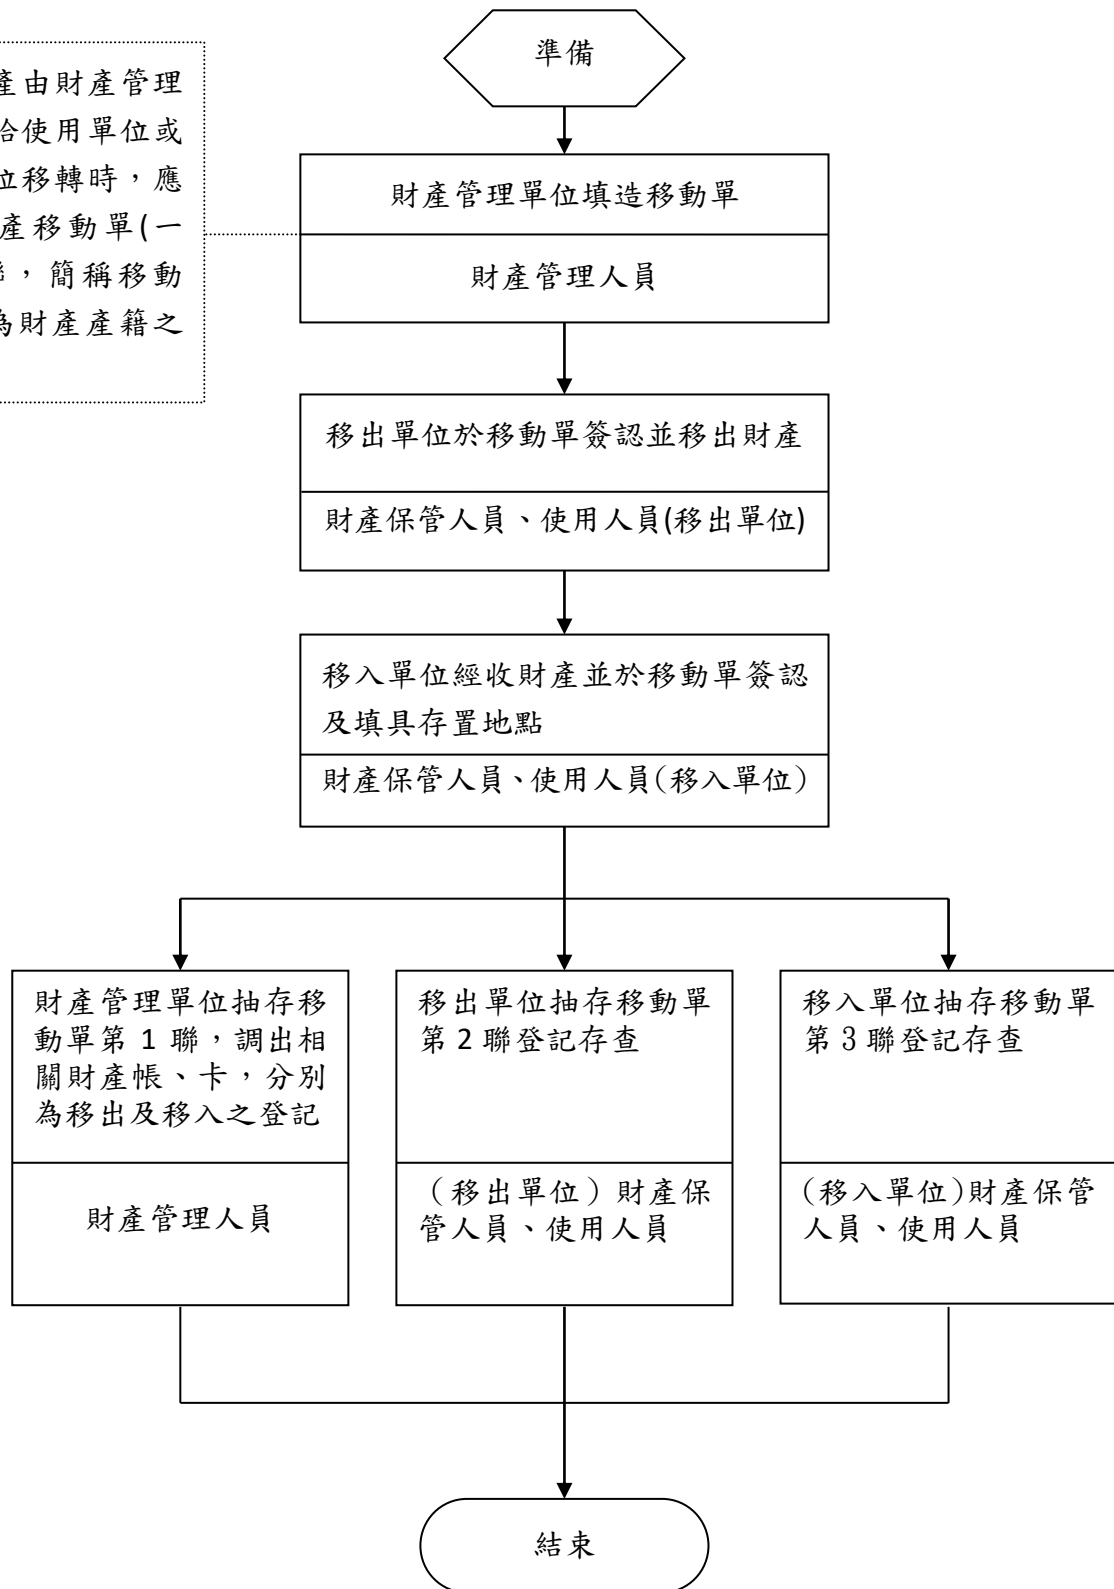 準備
產由財產管理
給使用單位或
位移轉時，應
產移動單(一
聯，簡稱移動
為財產產籍之
財產管理單位填造移動單
財產管理人員
移出單位於移動單簽認並移出財產
財產保管人員、使用人員(移出單位)
移入單位經收財產並於移動單簽認
及填具存置地點
財產保管人員、使用人員（移入單位）
財產管理單位抽存移
動單第 1 聯，調出相
關財產帳、卡，分別
為移出及移入之登記
財產管理人員
移出單位抽存移動單
第 2 聯登記存查
（移出單位）財產保
管人員、使用人員
移入單位抽存移動單
第３聯登記存查
（移入單位）財產保管
人員、使用人員
結束